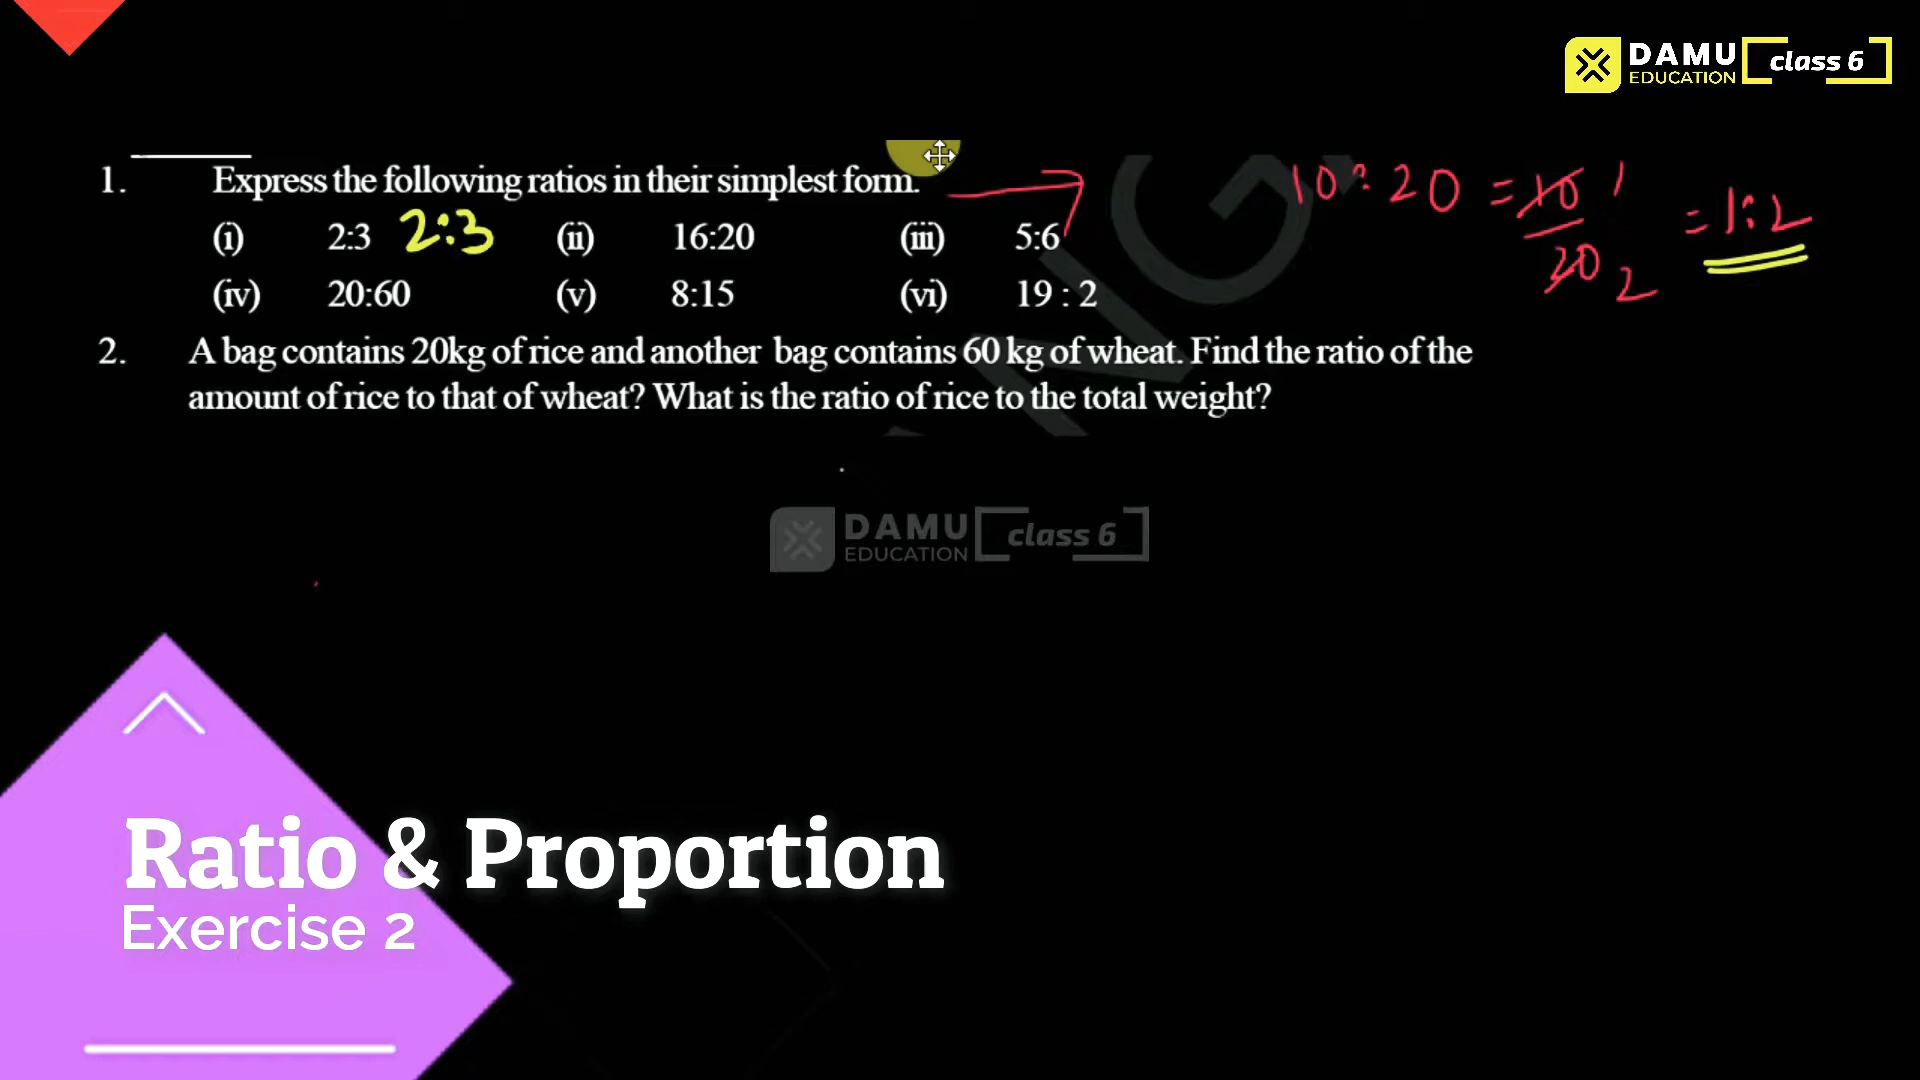 DAMU
EDUCATION
class 6
1. Express the following ratios in their simplest form.
10:20 = 10 1 = 1:2
20 2
(i) 2:3 2:3 (ii) 16:20 (iii) 5:6
(iv) 20:60 (v) 8:15 (vi) 19 : 2
2. A bag contains 20kg of rice and another bag contains 60 kg of wheat. Find the ratio of the
amount of rice to that of wheat? What is the ratio of rice to the total weight?
DAMU
EDUCATION
class 6
Ratio & Proportion
Exercise 2